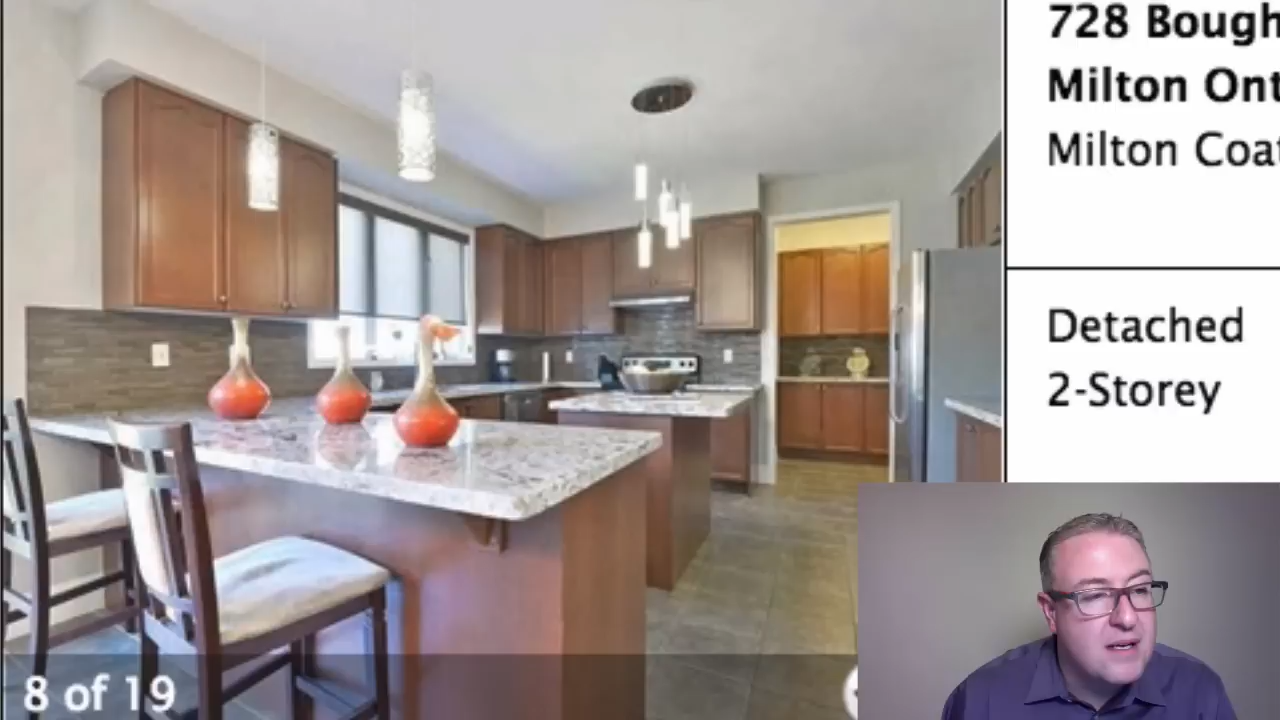 728 Bough
Milton Ont
Milton Coat
Detached
2-Storey
8 of 19